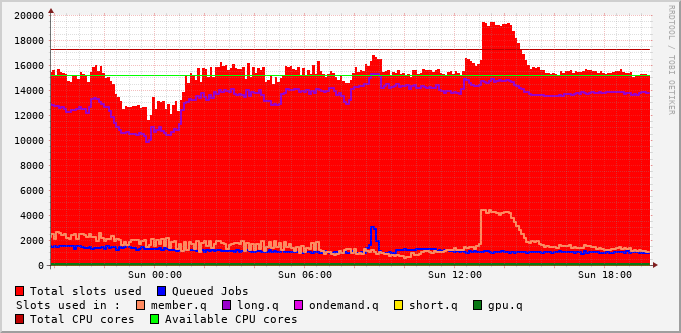 RRDTOOL / TOBI OETIKER
20000
18000
16000
14000
12000
10000
8000
6000
4000
2000
0
Sun 00:00 Sun 06:00 Sun 12:00 Sun 18:00
Total slots used Queued Jobs
Slots used in : member.q long.q ondemand.q short.q gpu.q
Total CPU cores Available CPU cores